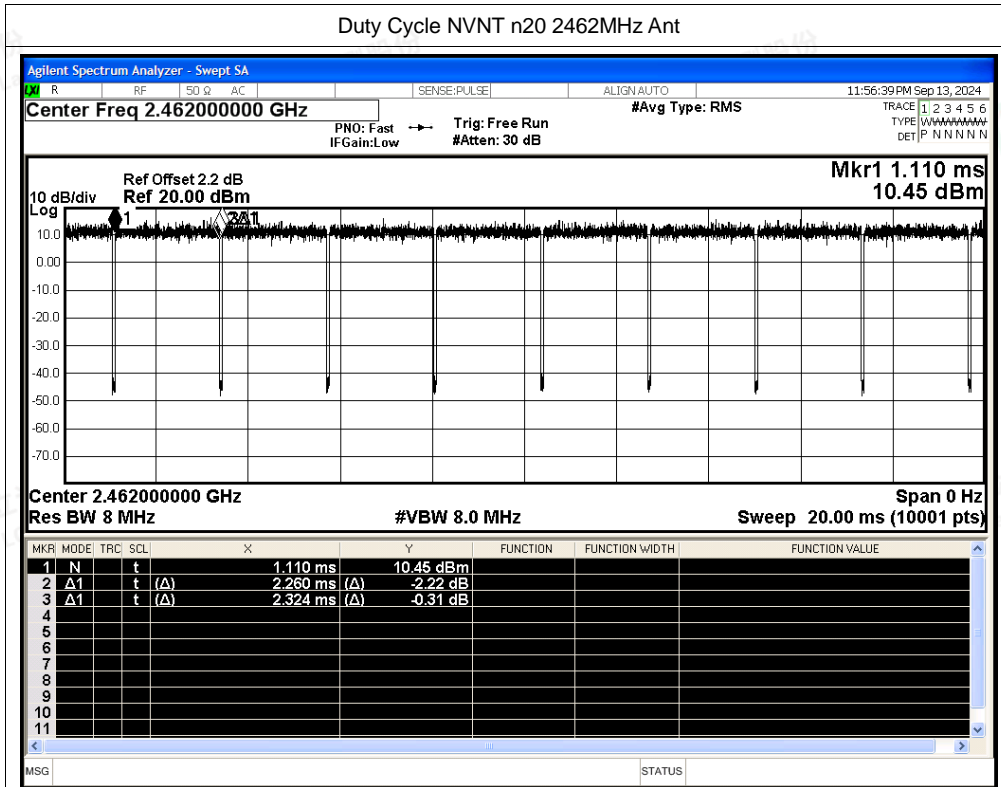 Duty Cycle NVNT n20 2462MHz Ant
Agilent Spectrum Analyzer - Swept SA
LXI R RF 50 Ω AC SENSE:PULSE ALIGN AUTO 11:56:39 PM Sep 13, 2024
Center Freq 2.462000000 GHz #Avg Type: RMS TRACE 1 2 3 4 5 6
PNO: Fast Trig: Free Run TYPE WWWWWW
IFGain:Low #Atten: 30 dB DET P N N N N N
Mkr1 1.110 ms
Ref Offset 2.2 dB
10 dB/div Ref 20.00 dBm 10.45 dBm
Log
1 3Δ1
10.0
0.00
-10.0
-20.0
-30.0
-40.0
-50.0
-60.0
-70.0
Center 2.462000000 GHz Span 0 Hz
Res BW 8 MHz #VBW 8.0 MHz Sweep 20.00 ms (10001 pts)
MKR MODE TRC SCL X Y FUNCTION FUNCTION WIDTH FUNCTION VALUE
1 N t 1.110 ms 10.45 dBm
2 Δ1 t (Δ) 2.260 ms (Δ) -2.22 dB
3 Δ1 t (Δ) 2.324 ms (Δ) -0.31 dB
4
5
6
7
8
9
10
11
MSG STATUS